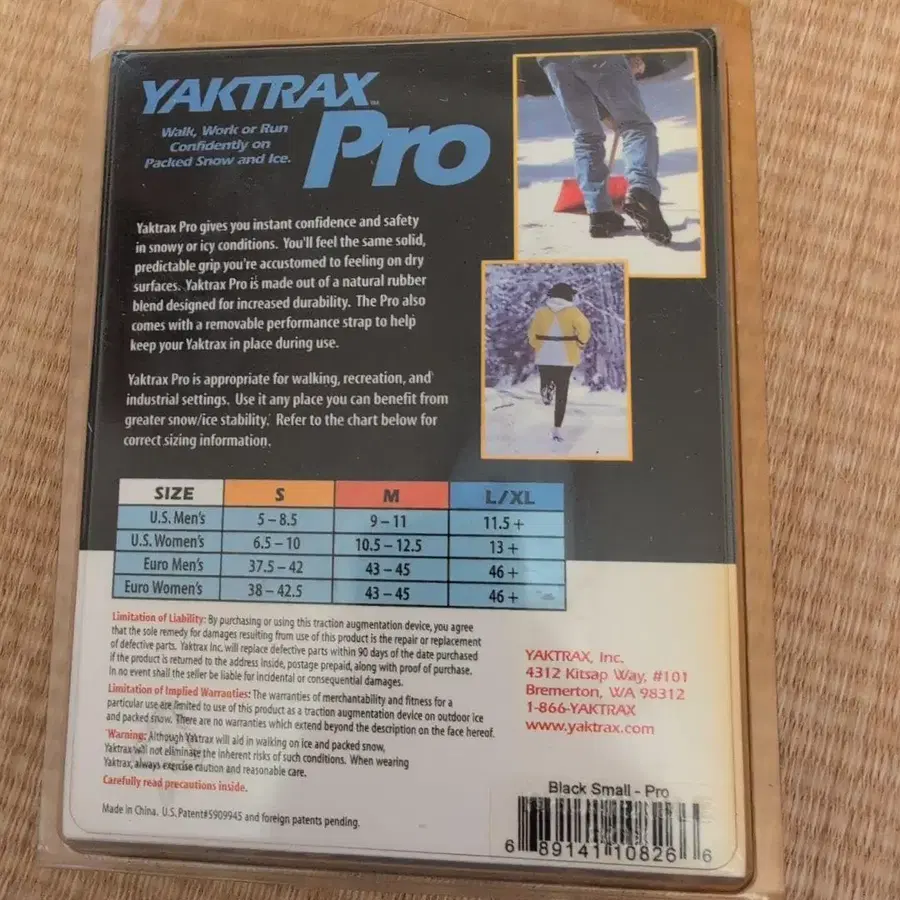 YAKTRAX™
Pro
Walk, Work or Run
Confidently on
Packed Snow and Ice.
Yaktrax Pro gives you instant confidence and safety
in snowy or icy conditions. You'll feel the same solid,
predictable grip you're accustomed to feeling on dry
surfaces. Yaktrax Pro is made out of a natural rubber
blend designed for increased durability. The Pro also
comes with a removable performance strap to help
keep your Yaktrax in place during use.
Yaktrax Pro is appropriate for walking, recreation, and
industrial settings. Use it any place you can benefit from
greater snow/ice stability. Refer to the chart below for
correct sizing information.
SIZE S M L/XL
U.S. Men's 5 – 8.5 9 – 11 11.5 +
U.S. Women's 6.5 – 10 10.5 – 12.5 13 +
Euro Men's 37.5 – 42 43 – 45 46 +
Euro Women's 38 – 42.5 43 – 45 46 +
Limitation of Liability: By purchasing or using this traction augmentation device, you agree
that the sole remedy for damages resulting from use of this product is the repair or replacement
of defective parts. Yaktrax Inc. will replace defective parts within 90 days of the date purchased
if the product is returned to the address inside, postage prepaid, along with proof of purchase.
In no event shall the seller be liable for incidental or consequential damages.
Limitation of Implied Warranties: The warranties of merchantability and fitness for a
particular use are limited to use of this product as a traction augmentation device on outdoor ice
and packed snow. There are no warranties which extend beyond the description on the face hereof.
Warning: Although Yaktrax will aid in walking on ice and packed snow,
Yaktrax will not eliminate the inherent risks of such conditions. When wearing
Yaktrax, always exercise caution and reasonable care.
Carefully read precautions inside.
Made in China. U.S. Patent#5909945 and foreign patents pending.
YAKTRAX, Inc.
4312 Kitsap Way, #101
Bremerton, WA 98312
1-866-YAKTRAX
www.yaktrax.com
Black Small - Pro
6 89141 10826 6